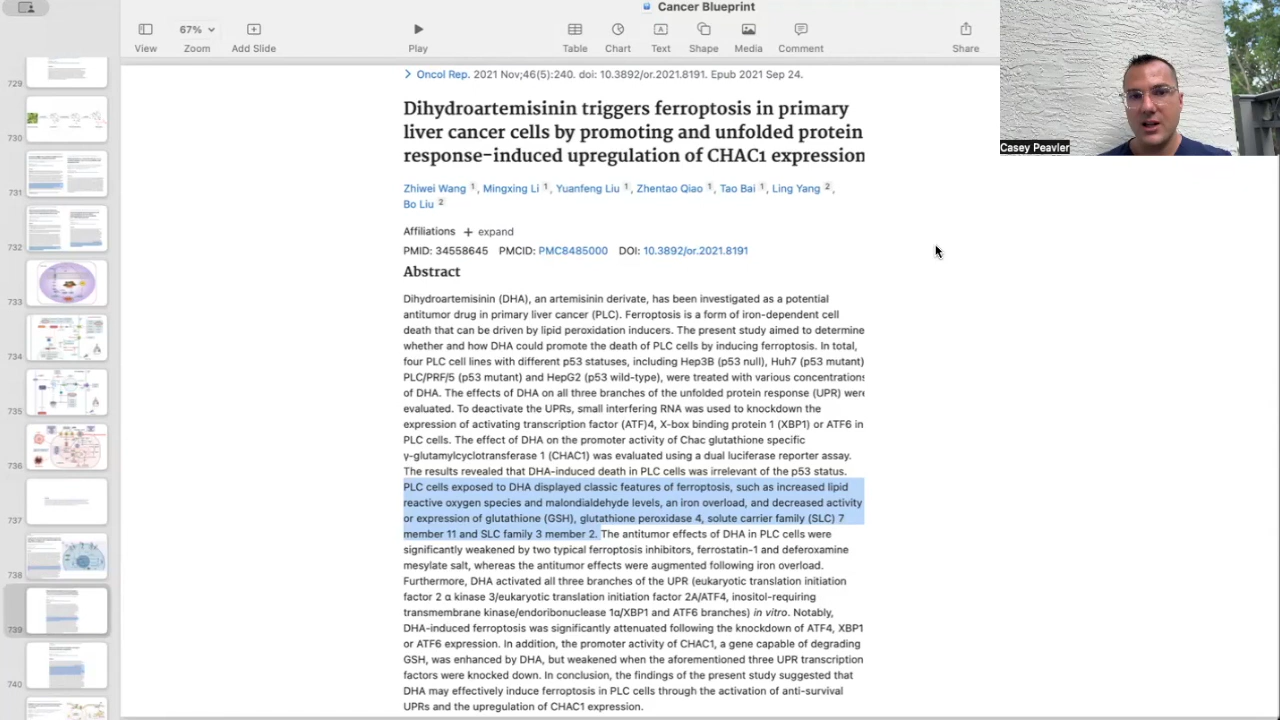 Cancer Blueprint
67%
View
Zoom
Add Slide
Play
Table
Chart
Text
Shape
Media
Comment
Share
Casey Peavler
729
730
731
732
733
734
735
736
737
738
739
740
Oncol Rep. 2021 Nov;46(5):240. doi: 10.3892/or.2021.8191. Epub 2021 Sep 24.
Dihydroartemisinin triggers ferroptosis in primary
liver cancer cells by promoting and unfolded protein
response-induced upregulation of CHAC1 expression
Zhiwei Wang 1, Mingxing Li 1, Yuanfeng Liu 1, Zhentao Qiao 1, Tao Bai 1, Ling Yang 2,
Bo Liu 2
Affiliations + expand
PMID: 34558645 PMCID: PMC8485000 DOI: 10.3892/or.2021.8191
Abstract
Dihydroartemisinin (DHA), an artemisinin derivate, has been investigated as a potential
antitumor drug in primary liver cancer (PLC). Ferroptosis is a form of iron-dependent cell
death that can be driven by lipid peroxidation inducers. The present study aimed to determine
whether and how DHA could promote the death of PLC cells by inducing ferroptosis. In total,
four PLC cell lines with different p53 statuses, including Hep3B (p53 null), Huh7 (p53 mutant)
PLC/PRF/5 (p53 mutant) and HepG2 (p53 wild-type), were treated with various concentrations
of DHA. The effects of DHA on all three branches of the unfolded protein response (UPR) were
evaluated. To deactivate the UPRs, small interfering RNA was used to knockdown the
expression of activating transcription factor (ATF)4, X-box binding protein 1 (XBP1) or ATF6 in
PLC cells. The effect of DHA on the promoter activity of Chac glutathione specific
γ-glutamylcyclotransferase 1 (CHAC1) was evaluated using a dual luciferase reporter assay.
The results revealed that DHA-induced death in PLC cells was irrelevant of the p53 status.
PLC cells exposed to DHA displayed classic features of ferroptosis, such as increased lipid
reactive oxygen species and malondialdehyde levels, an iron overload, and decreased activity
or expression of glutathione (GSH), glutathione peroxidase 4, solute carrier family (SLC) 7
member 11 and SLC family 3 member 2. The antitumor effects of DHA in PLC cells were
significantly weakened by two typical ferroptosis inhibitors, ferrostatin-1 and deferoxamine
mesylate salt, whereas the antitumor effects were augmented following iron overload.
Furthermore, DHA activated all three branches of the UPR (eukaryotic translation initiation
factor 2 α kinase 3/eukaryotic translation initiation factor 2A/ATF4, inositol-requiring
transmembrane kinase/endoribonuclease 1α/XBP1 and ATF6 branches) in vitro. Notably,
DHA-induced ferroptosis was significantly attenuated following the knockdown of ATF4, XBP1
or ATF6 expression. In addition, the promoter activity of CHAC1, a gene capable of degrading
GSH, was enhanced by DHA, but weakened when the aforementioned three UPR transcription
factors were knocked down. In conclusion, the findings of the present study suggested that
DHA may effectively induce ferroptosis in PLC cells through the activation of anti-survival
UPRs and the upregulation of CHAC1 expression.